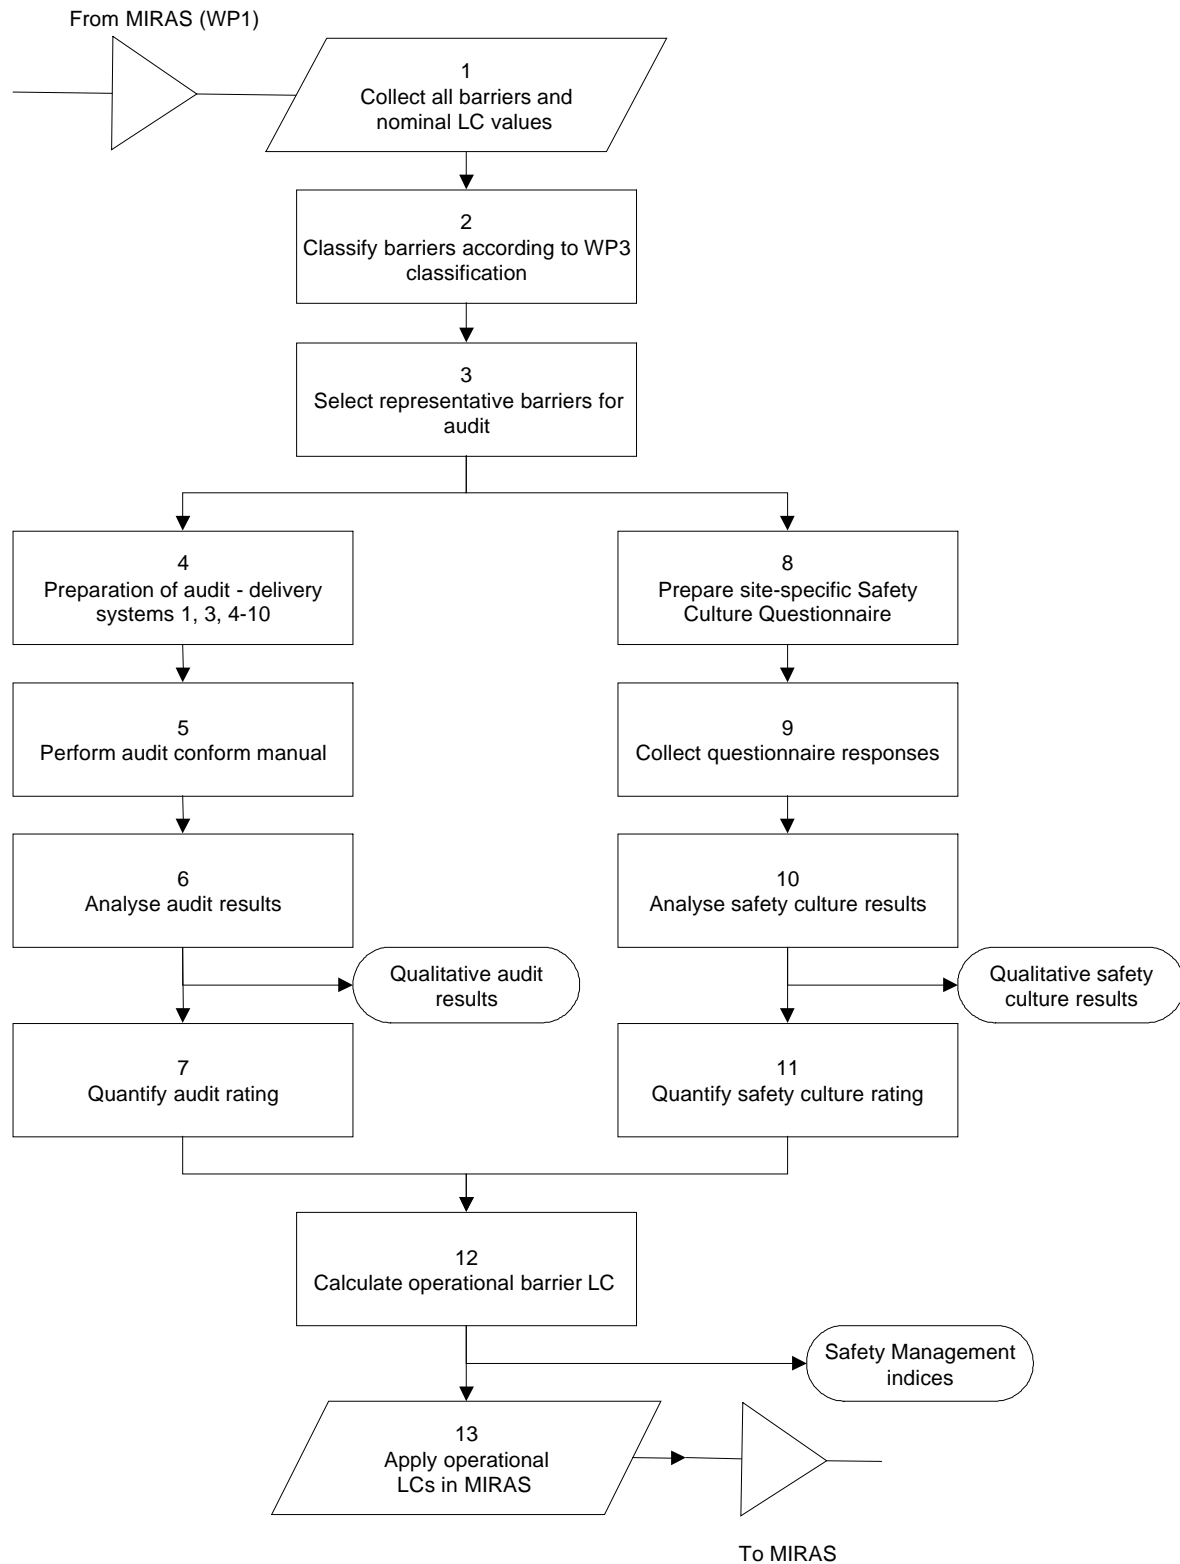 From MIRAS (WP1)
1
Collect all barriers and
nominal LC values
2
Classify barriers according to WP3
classification
3
Select representative barriers for
audit
4
Preparation of audit - delivery
systems 1, 3, 4-10
8
Prepare site-specific Safety
Culture Questionnaire
5
Perform audit conform manual
9
Collect questionnaire responses
6
Analyse audit results
10
Analyse safety culture results
Qualitative audit
results
Qualitative safety
culture results
7
Quantify audit rating
11
Quantify safety culture rating
12
Calculate operational barrier LC
Safety Management
indices
13
Apply operational
LCs in MIRAS
To MIRAS